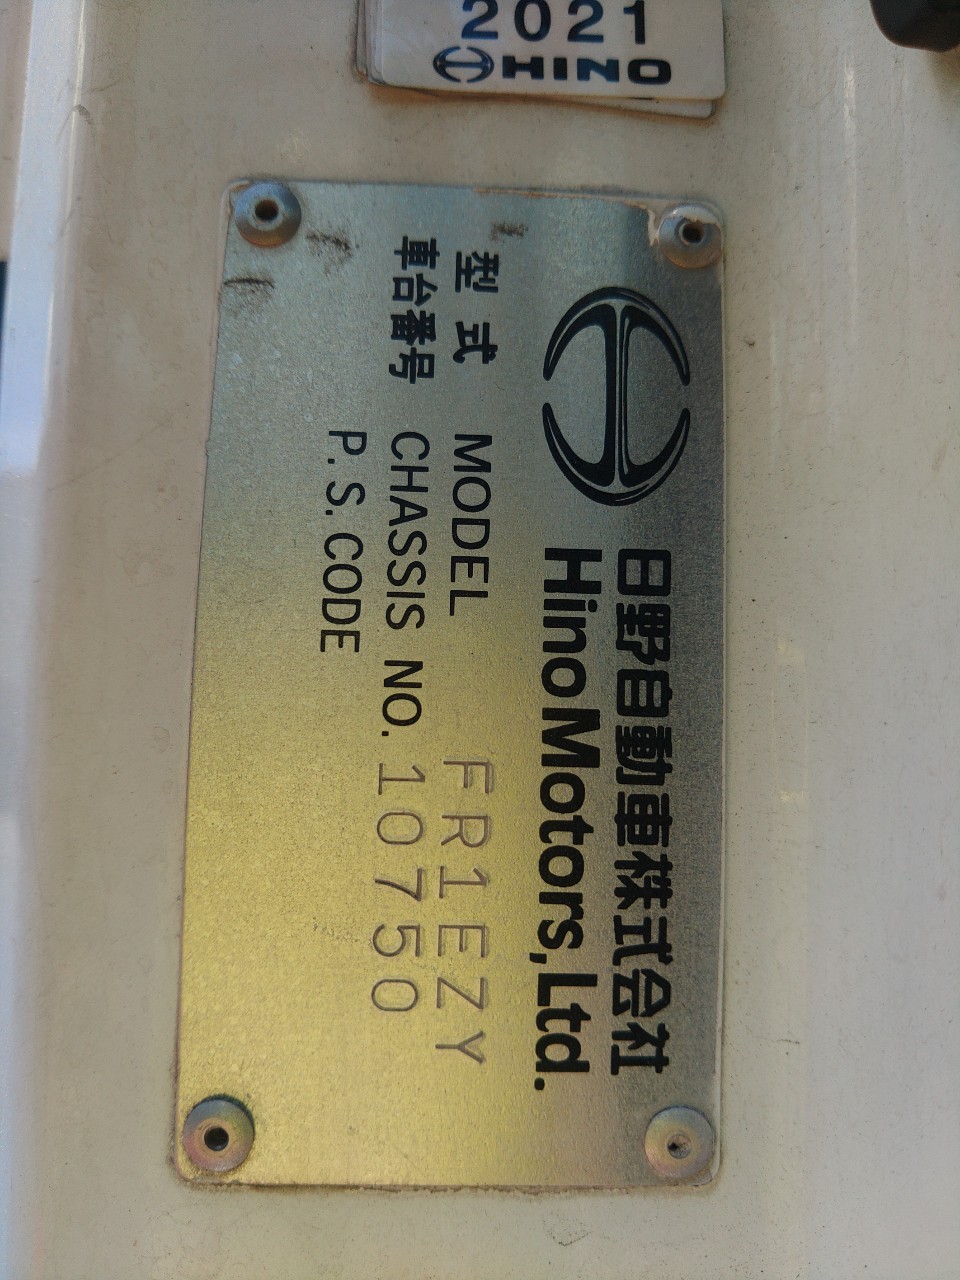 2021
HINO
日野自動車株式会社
Hino Motors, Ltd.
型式 MODEL FR1EZY
車台番号 CHASSIS NO. 10750
P.S.CODE